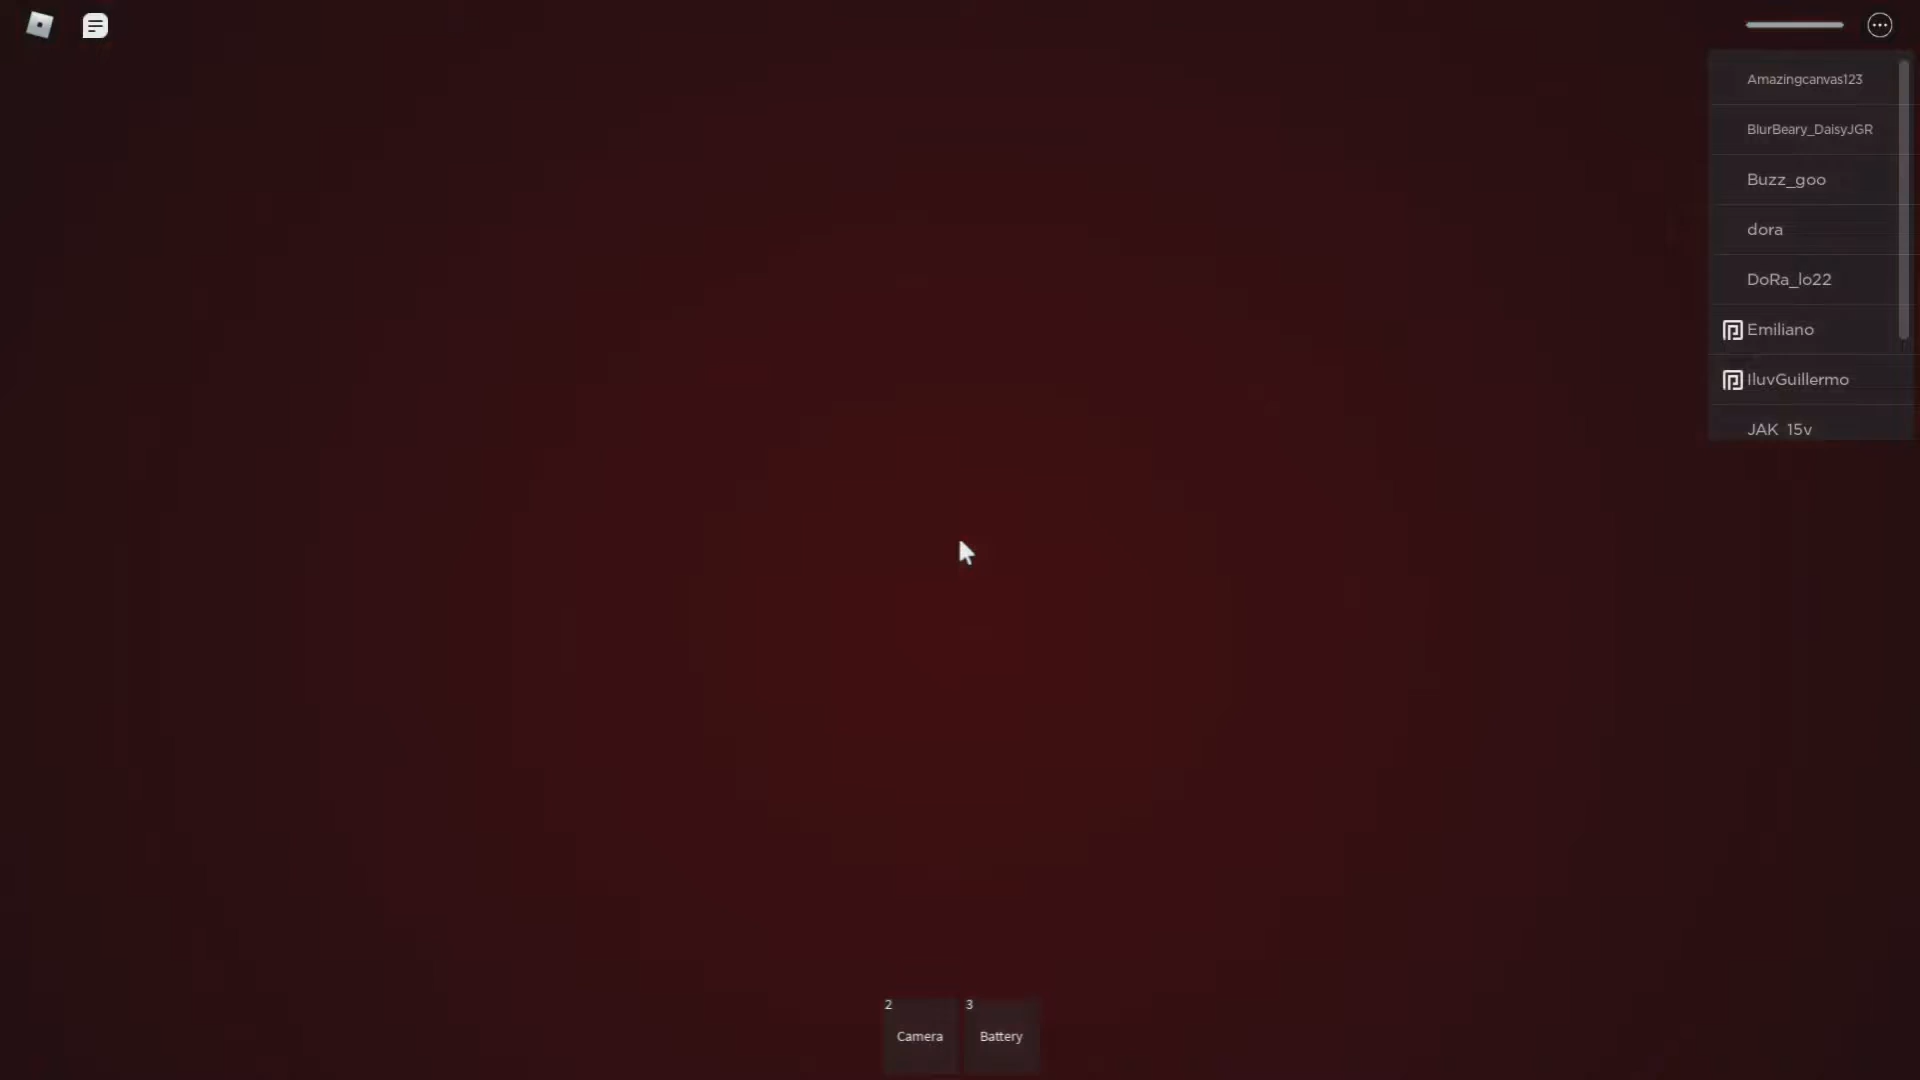 Amazingcanvas123
BlurBeary_DaisyJGR
Buzz_goo
dora
DoRa_lo22
Emiliano
IluvGuillermo
JAK_15v
2
Camera
3
Battery